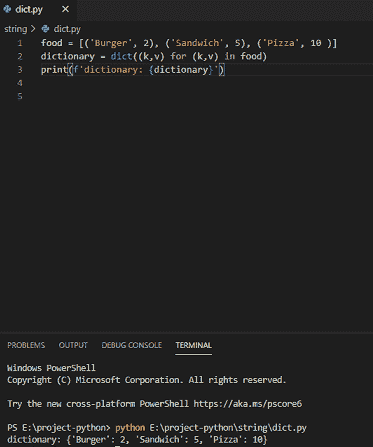 dict.py X
string > dict.py
1 food = [('Burger', 2), ('Sandwich', 5), ('Pizza', 10 )]
2 dictionary = dict((k,v) for (k,v) in food)
3 print(f'dictionary: {dictionary}')
4
5
PROBLEMS OUTPUT DEBUG CONSOLE TERMINAL
Windows PowerShell
Copyright (C) Microsoft Corporation. All rights reserved.
Try the new cross-platform PowerShell https://aka.ms/pscore6
PS E:\project-python> python E:\project-python\string\dict.py
dictionary: {'Burger': 2, 'Sandwich': 5, 'Pizza': 10}